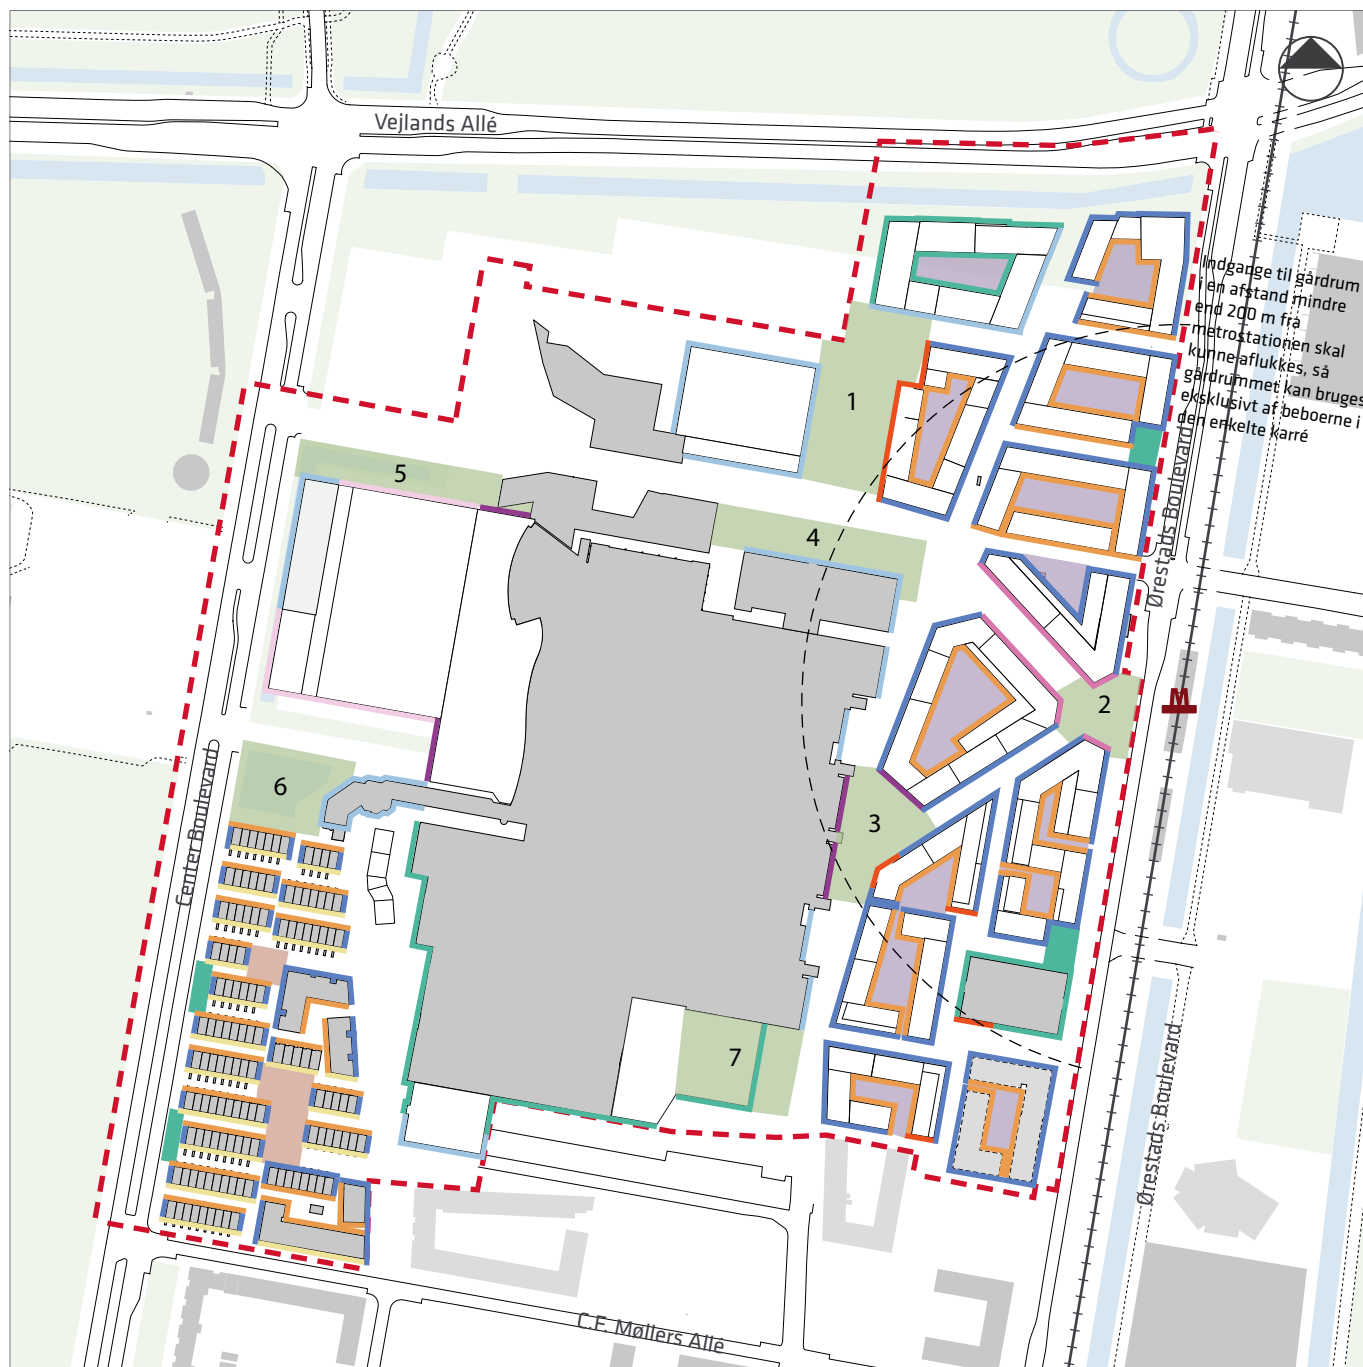 Vejlands Allé
Indgange til gårdrum
i en afstand mindre
end 200 m fra
metrostationen skal
kunne aflukkes, så
gårdrummet kan bruges
eksklusivt af beboerne i
den enkelte karré
1
5
4
Ørestads Boulevard
2
M
6
3
Center Boulevard
7
Ørestads Boulevard
C.F. Møllers Allé